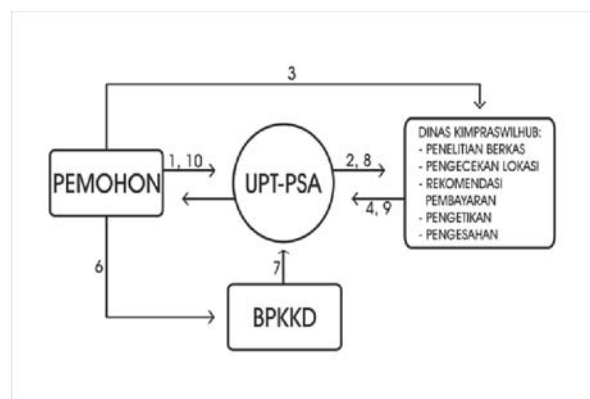 3
DINAS KIMPRASWILHUB:
- PENELITIAN BERKAS
- PENGECEKAN LOKASI
- REKOMENDASI
PEMBAYARAN
- PENGETIKAN
- PENGESAHAN
PEMOHON
1, 10
UPT-PSA
2, 8
4, 9
6
7
BPKKD